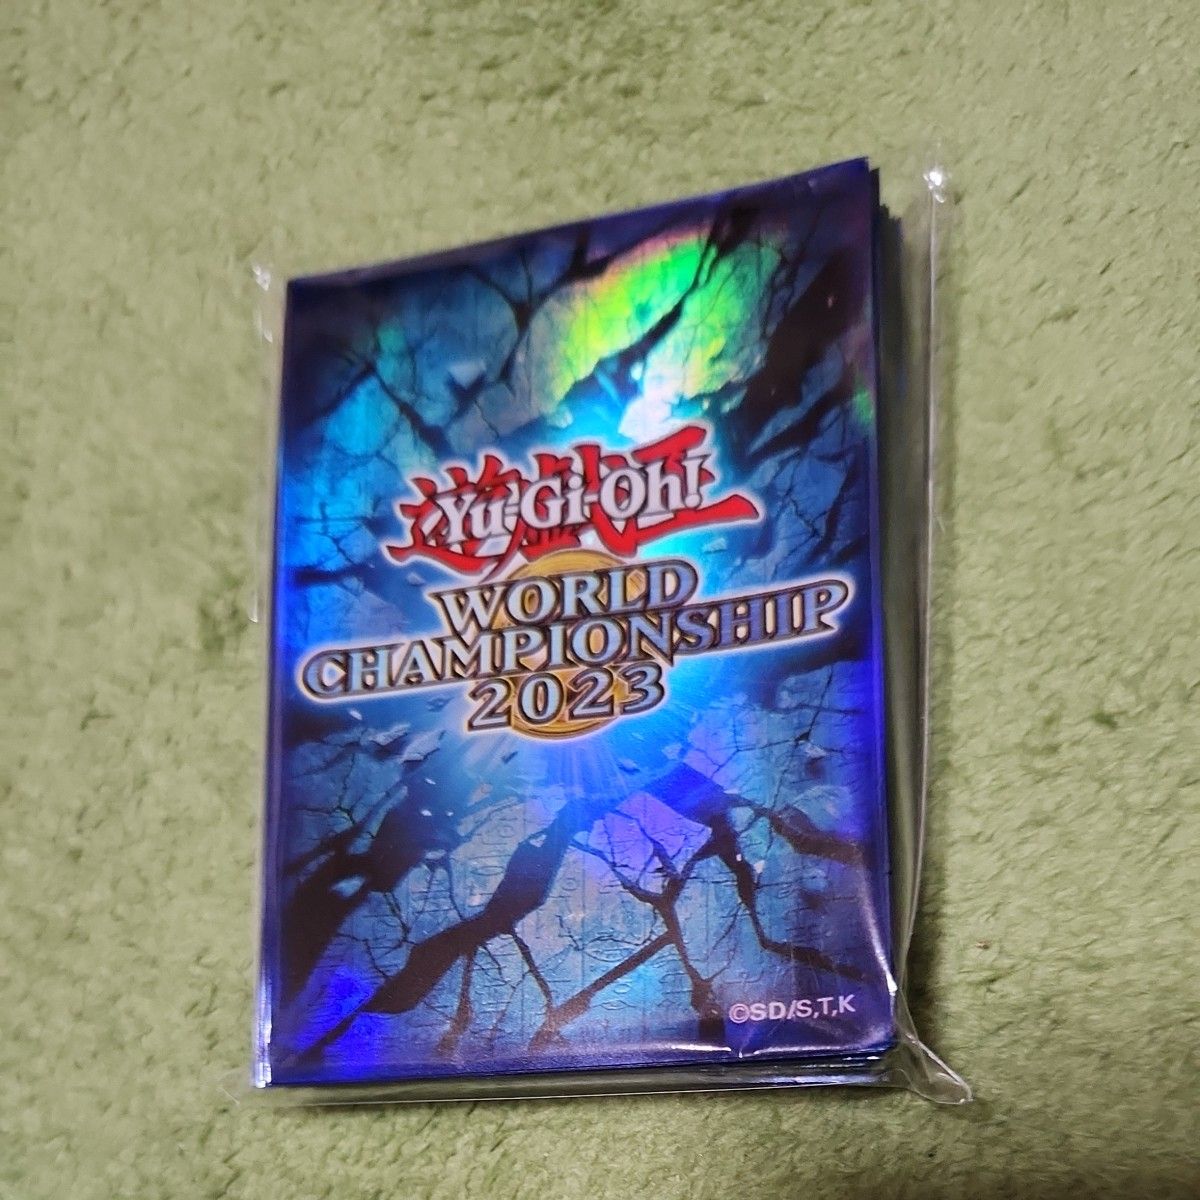 遊戯王
Yu-Gi-Oh!
WORLD
CHAMPIONSHIP
2023
©SD/S,T,K